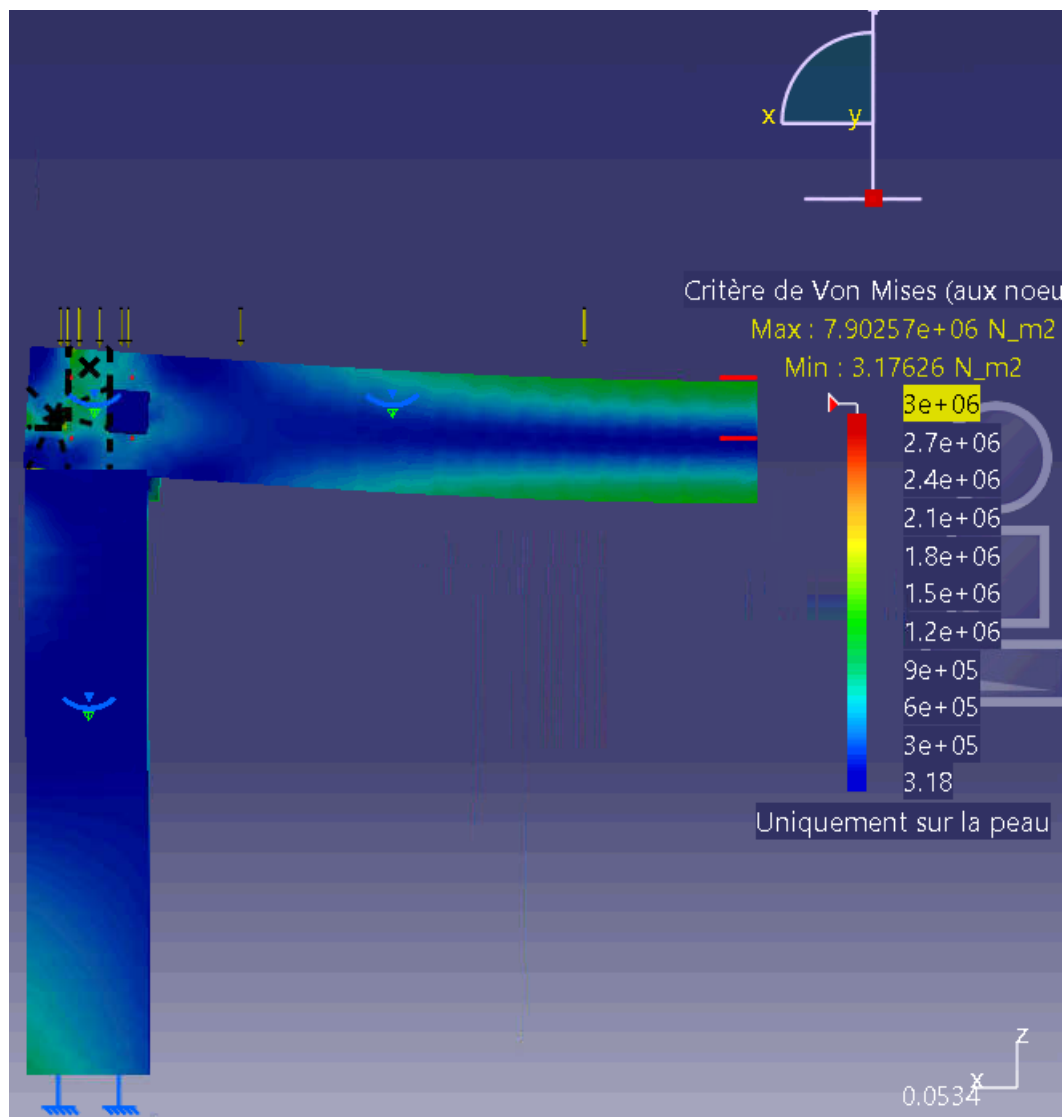 x y
Critère de Von Mises (aux noeu
Max : 7.90257e+06 N_m2
Min : 3.17626 N_m2
3e+06
2.7e+06
2.4e+06
2.1e+06
1.8e+06
1.5e+06
1.2e+06
9e+05
6e+05
3e+05
3.18
Uniquement sur la peau
z
x
0.0534